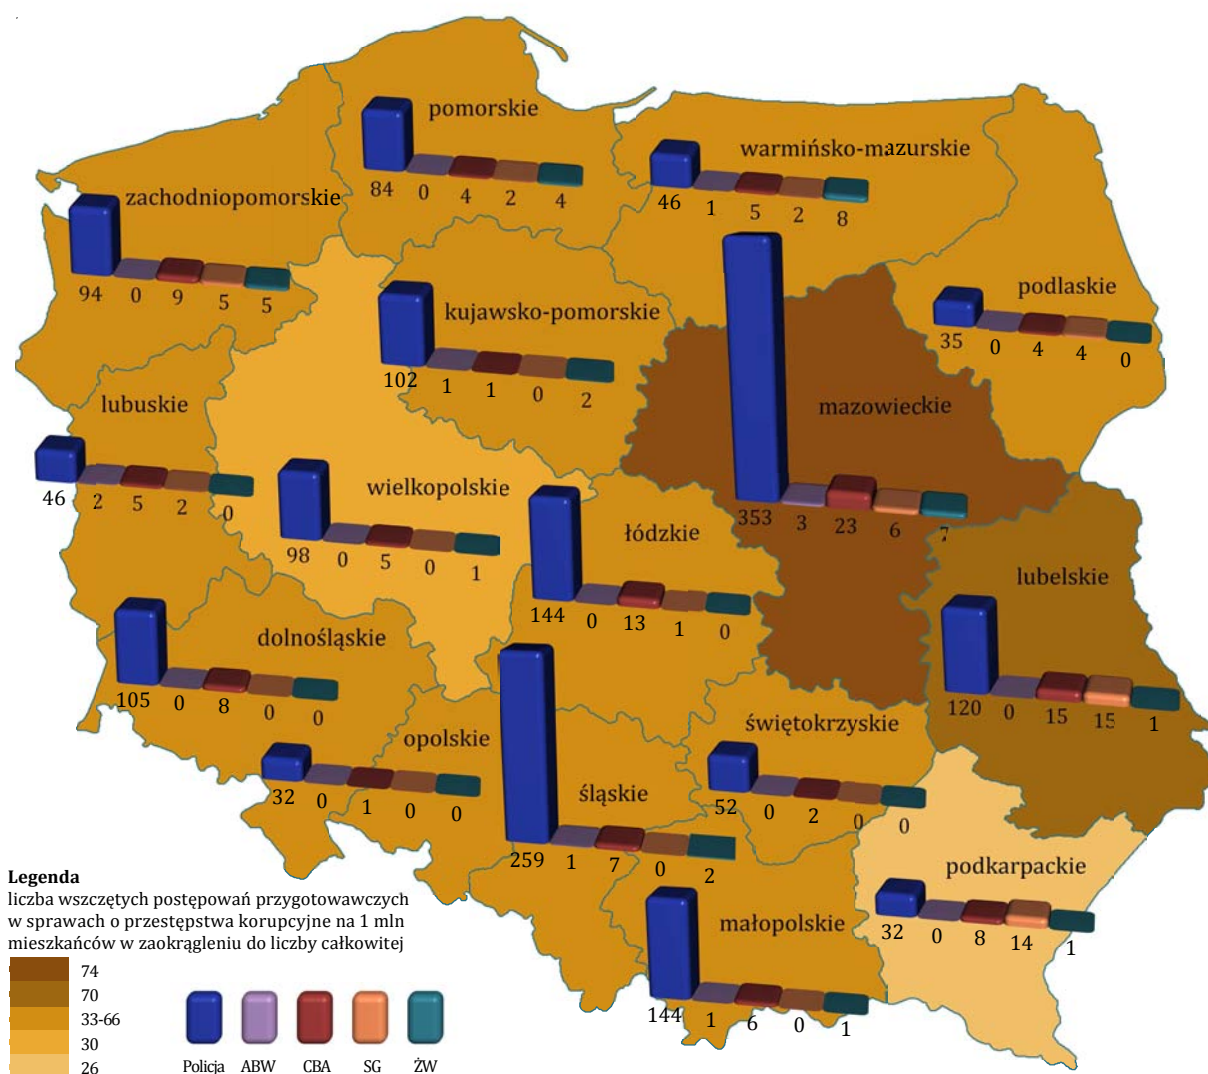 pomorskie
84 0 4 2 4
warmińsko-mazurskie
46 1 5 2 8
zachodniopomorskie
94 0 9 5 5
kujawsko-pomorskie
102 1 1 0 2
podlaskie
35 0 4 4 0
lubuskie
46 2 5 2 0
mazowieckie
353 3 23 6 7
wielkopolskie
98 0 5 0 1
łódzkie
144 0 13 1 0
lubelskie
120 0 15 15 1
dolnośląskie
105 0 8 0 0
opolskie
32 0 1 0 0
śląskie
259 1 7 0 2
świętokrzyskie
52 0 2 0 0
podkarpackie
32 0 8 14 1
małopolskie
144 1 6 0 1
Legenda
liczba wszczętych postępowań przygotowawczych
w sprawach o przestępstwa korupcyjne na 1 mln
mieszkańców w zaokrągleniu do liczby całkowitej
74
70
33-66
30
26
Policja ABW CBA SG ŻW